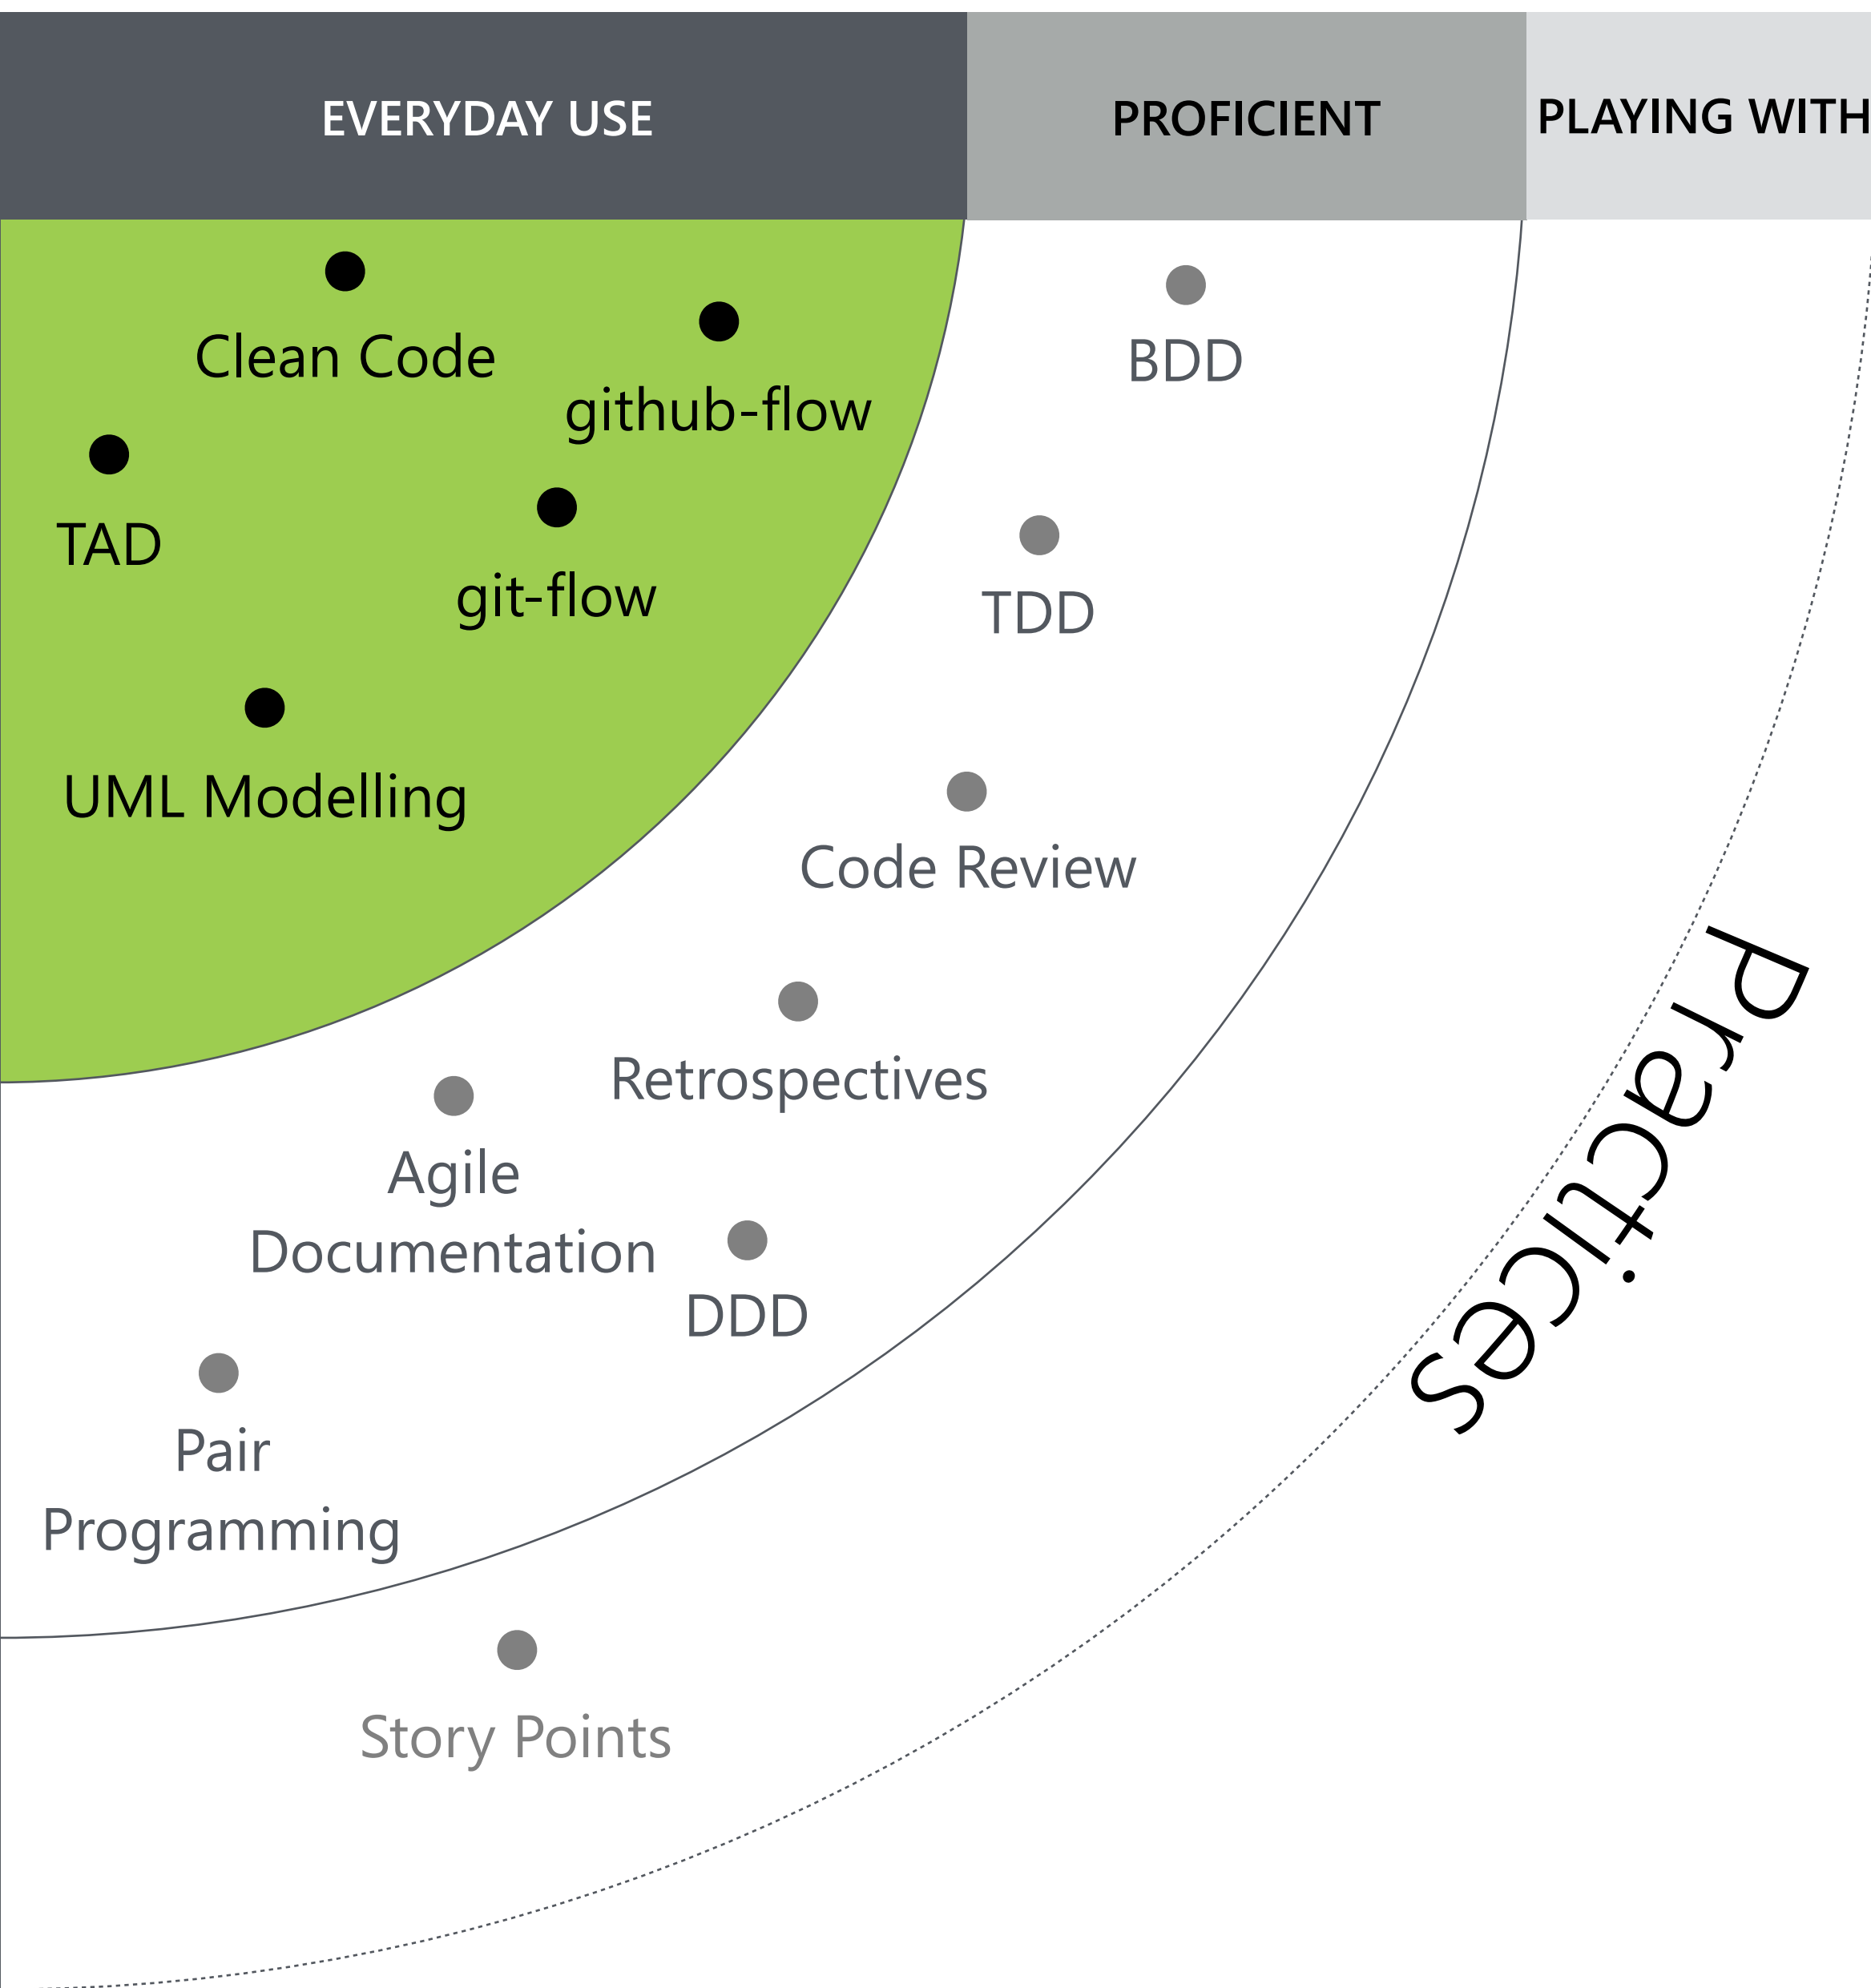 EVERYDAY USE
PROFICIENT
PLAYING WITH
Clean Code
github-flow
BDD
TAD
git-flow
TDD
UML Modelling
Code Review
Retrospectives
Agile
Documentation
DDD
Pair
Programming
Story Points
Practices